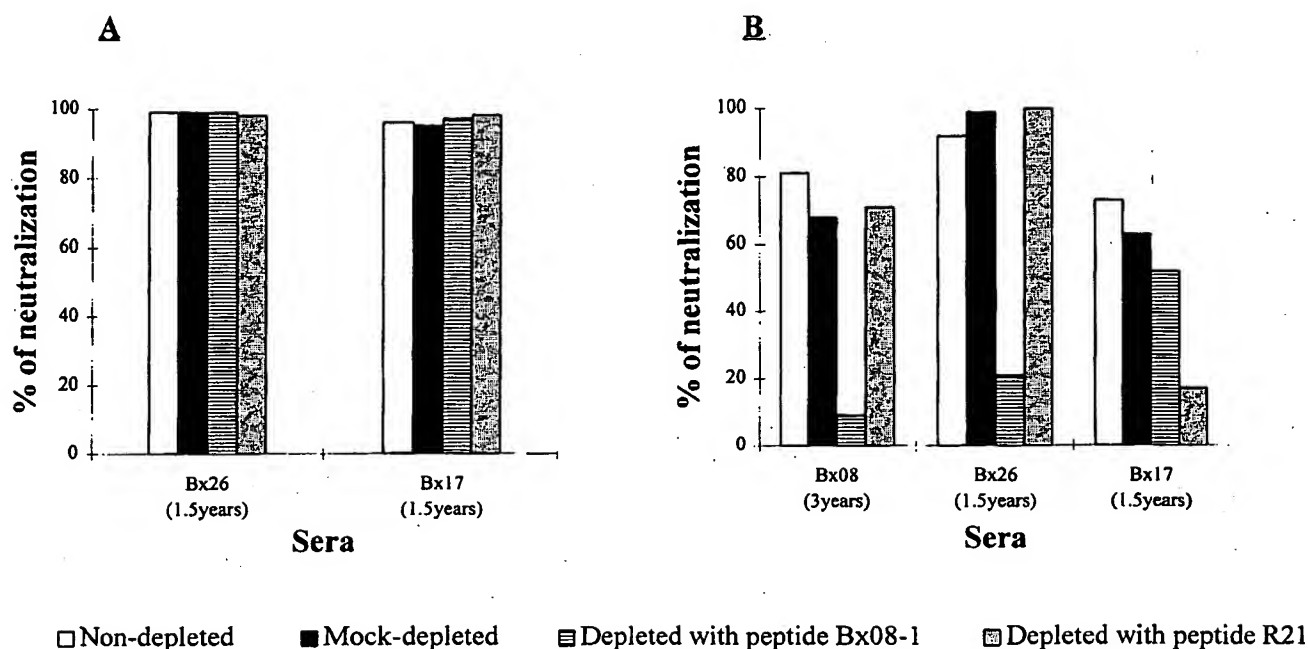 A
% of neutralization
100
80
60
40
20
0
Bx26 Bx17
(1.5years) (1.5years)
Sera
B
% of neutralization
100
80
60
40
20
0
Bx08 Bx26 Bx17
(3years) (1.5years) (1.5years)
Sera
Non-depleted Mock-depleted Depleted with peptide Bx08-1 Depleted with peptide R21